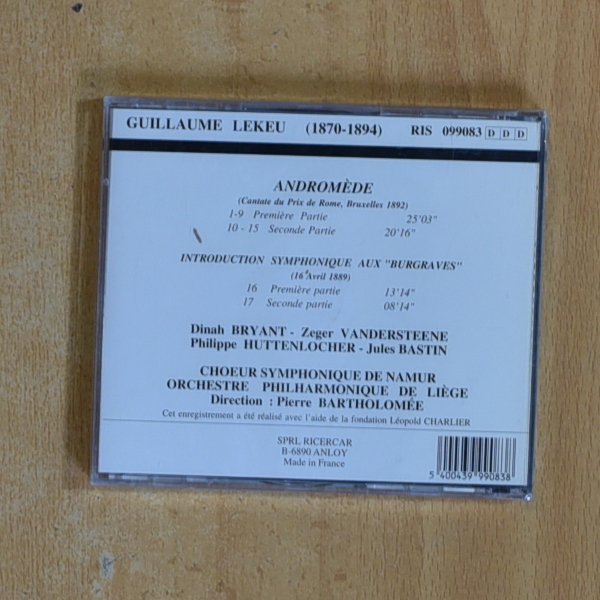 GUILLAUME LEKEU (1870-1894) RIS 099083 D D D
ANDROMÈDE
(Cantate du Prix de Rome, Bruxelles 1892)
1-9 Première Partie 25'03"
10 - 15 Seconde Partie 20'16"
INTRODUCTION SYMPHONIQUE AUX "BURGRAVES"
(16 Avril 1889)
16 Première partie 13'14"
17 Seconde partie 08'14"
Dinah BRYANT - Zeger VANDERSTEENE
Philippe HUTTENLOCHER - Jules BASTIN
CHOEUR SYMPHONIQUE DE NAMUR
ORCHESTRE PHILHARMONIQUE DE LIÈGE
Direction : Pierre BARTHOLOMÉE
Cet enregistrement a été réalisé avec l'aide de la fondation Léopold CHARLIER
SPRL RICERCAR
B-6890 ANLOY
Made in France
5 400439 990838